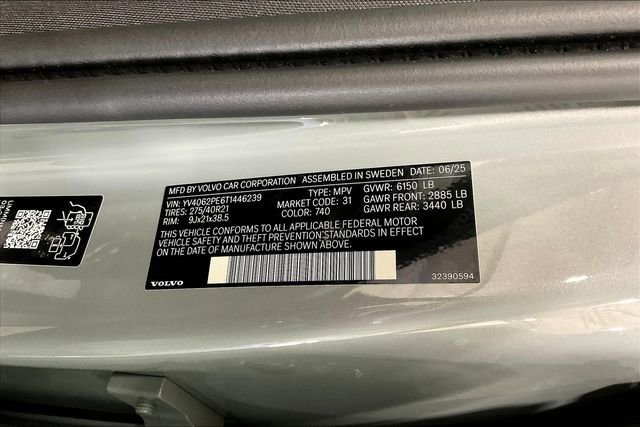 MFD BY VOLVO CAR CORPORATION ASSEMBLED IN SWEDEN DATE: 06/25
VIN: YV4062PE6T1446239 TYPE: MPV GVWR: 6150 LB
TIRES: 275/40R21 MARKET CODE: 31 GAWR FRONT: 2885 LB
RIM: 9Jx21x38.5 COLOR: 740 GAWR REAR: 3440 LB
THIS VEHICLE CONFORMS TO ALL APPLICABLE FEDERAL MOTOR
VEHICLE SAFETY AND THEFT PREVENTION STANDARDS IN EFFECT
ON THE DATE OF MANUFACTURE SHOWN ABOVE.
VOLVO 32390594